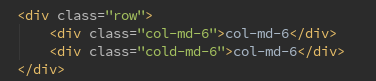 <div class="row">
    <div class="col-md-6">col-md-6</div>
    <div class="cold-md-6">col-md-6</div>
</div>